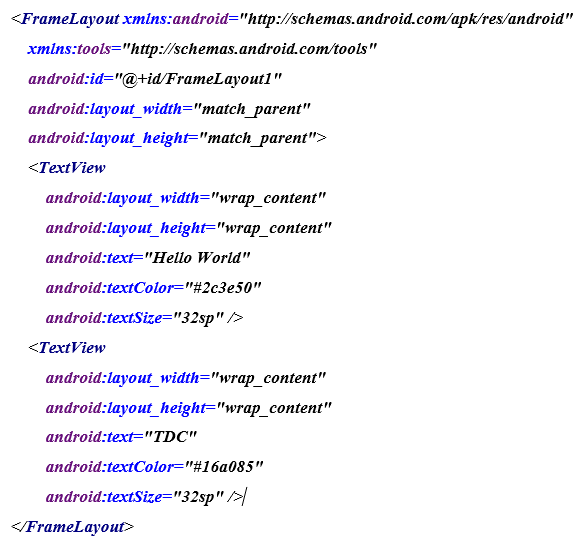 <FrameLayout xmlns:android="http://schemas.android.com/apk/res/android"
xmlns:tools="http://schemas.android.com/tools"
android:id="@+id/FrameLayout1"
android:layout_width="match_parent"
android:layout_height="match_parent">
<TextView
android:layout_width="wrap_content"
android:layout_height="wrap_content"
android:text="Hello World"
android:textColor="#2c3e50"
android:textSize="32sp" />
<TextView
android:layout_width="wrap_content"
android:layout_height="wrap_content"
android:text="TDC"
android:textColor="#16a085"
android:textSize="32sp" />
</FrameLayout>